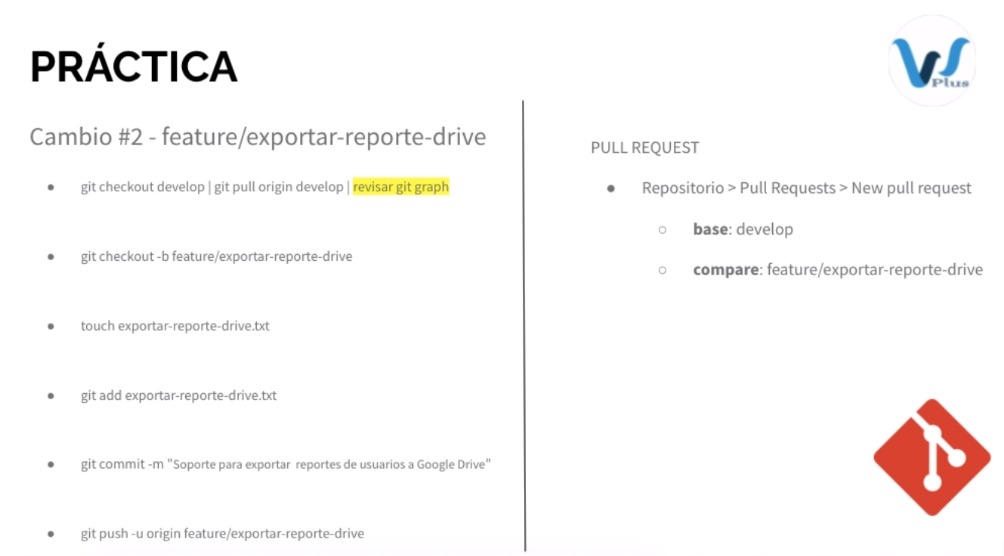 PRÁCTICA
Plus
Cambio #2 - feature/exportar-reporte-drive
git checkout develop | git pull origin develop | revisar git graph
git checkout -b feature/exportar-reporte-drive
touch exportar-reporte-drive.txt
git add exportar-reporte-drive.txt
git commit -m "Soporte para exportar reportes de usuarios a Google Drive"
git push -u origin feature/exportar-reporte-drive
PULL REQUEST
Repositorio > Pull Requests > New pull request
base: develop
compare: feature/exportar-reporte-drive